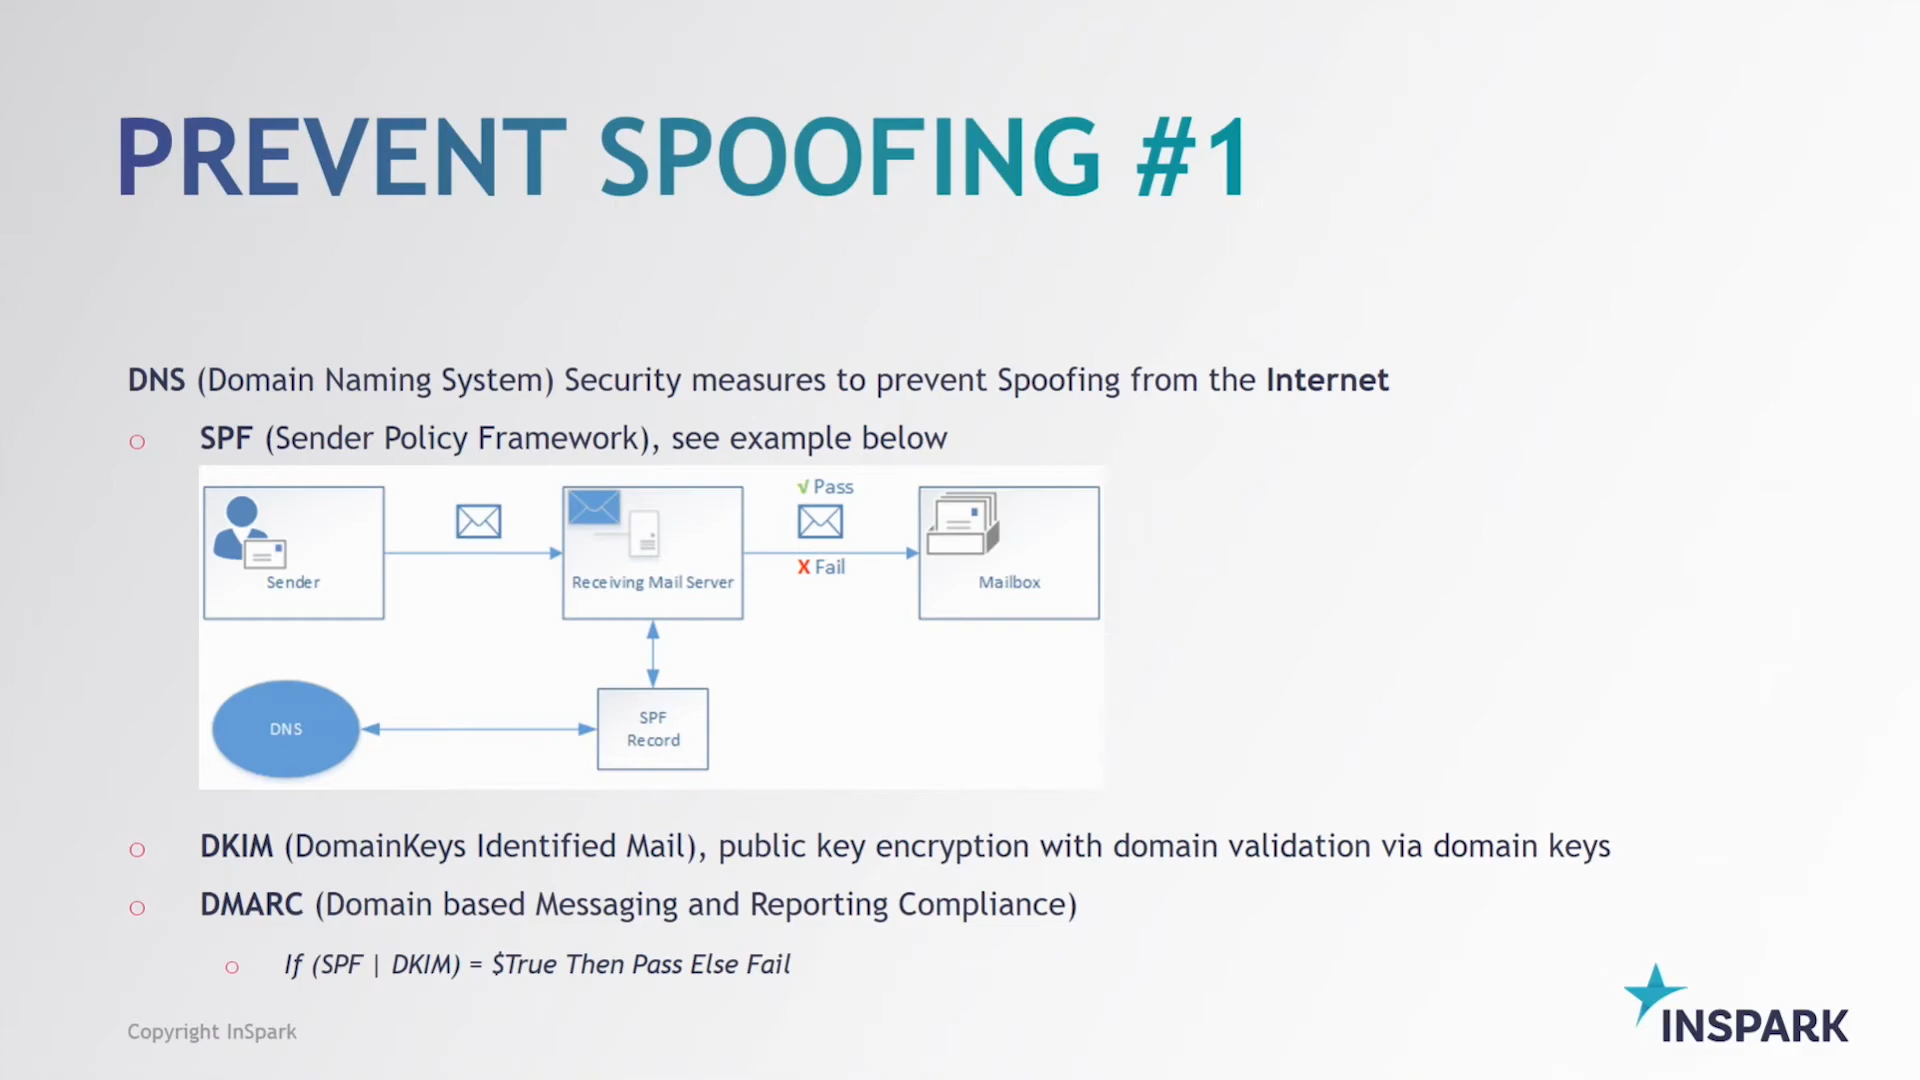 PREVENT SPOOFING #1
DNS (Domain Naming System) Security measures to prevent Spoofing from the Internet
SPF (Sender Policy Framework), see example below
Sender
Receiving Mail Server
√ Pass
X Fail
Mailbox
DNS
SPF
Record
DKIM (DomainKeys Identified Mail), public key encryption with domain validation via domain keys
DMARC (Domain based Messaging and Reporting Compliance)
If (SPF | DKIM) = $True Then Pass Else Fail
Copyright InSpark
INSPARK